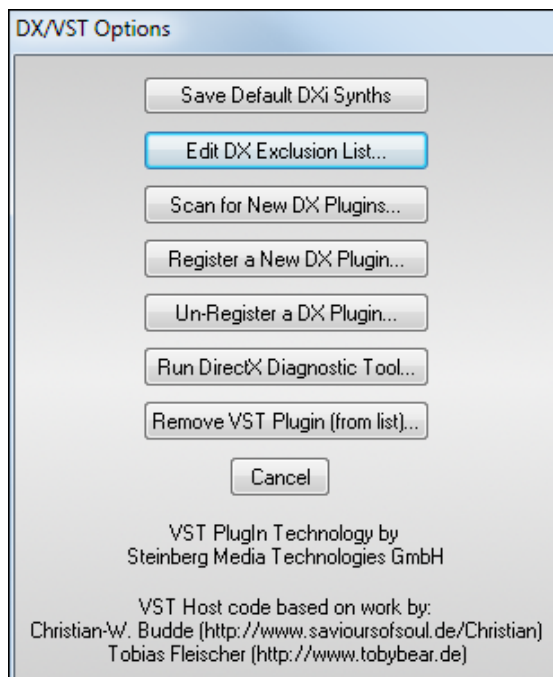 DX/VST Options
Save Default DXi Synths
Edit DX Exclusion List...
Scan for New DX Plugins...
Register a New DX Plugin...
Un-Register a DX Plugin...
Run DirectX Diagnostic Tool...
Remove VST Plugin (from list)...
Cancel
VST PlugIn Technology by
Steinberg Media Technologies GmbH
VST Host code based on work by:
Christian-W. Budde (http://www.savioursofsoul.de/Christian)
Tobias Fleischer (http://www.tobybear.de)